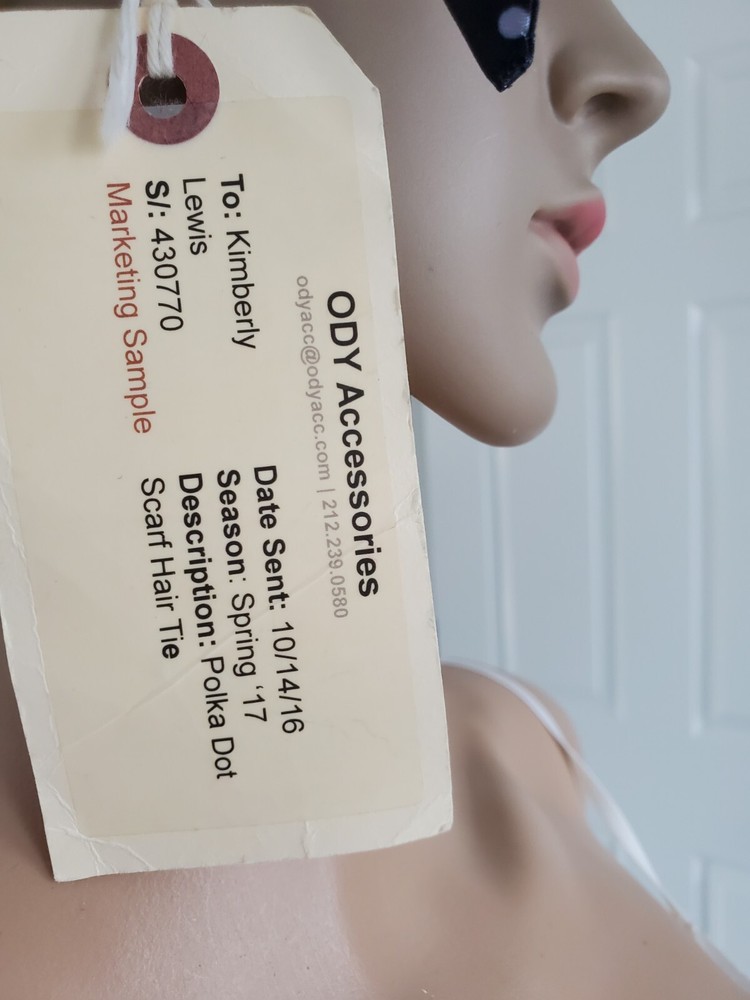 ODY Accessories
odyacc@odyacc.com | 212.239.0580
To: Kimberly
Lewis
S/: 430770
Marketing Sample
Date Sent: 10/14/16
Season: Spring ‘17
Description: Polka Dot
Scarf Hair Tie